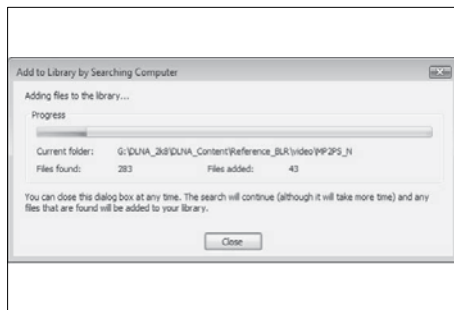 Add to Library by Searching Computer
Adding files to the library...
Progress
Current folder: G:\DLNA_2k8\DLNA_Content\Reference_BLR\video\MP2PS_N
Files found: 283 Files added: 43
You can close this dialog box at any time. The search will continue (although it will take more time) and any
files that are found will be added to your library.
Close